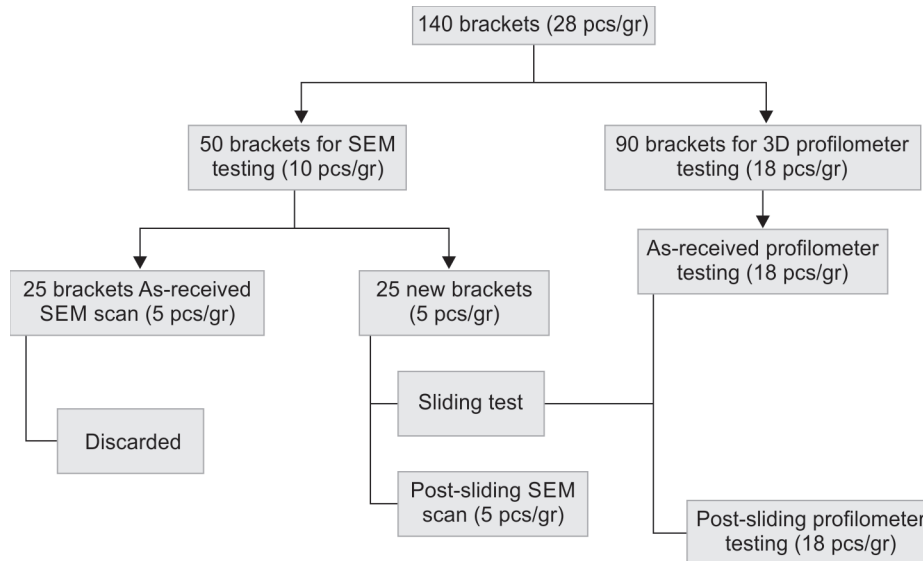 140 brackets (28 pcs/gr)
50 brackets for SEM
testing (10 pcs/gr)
90 brackets for 3D profilometer
testing (18 pcs/gr)
25 brackets As-received
SEM scan (5 pcs/gr)
25 new brackets
(5 pcs/gr)
As-received profilometer
testing (18 pcs/gr)
Discarded
Sliding test
Post-sliding SEM
scan (5 pcs/gr)
Post-sliding profilometer
testing (18 pcs/gr)